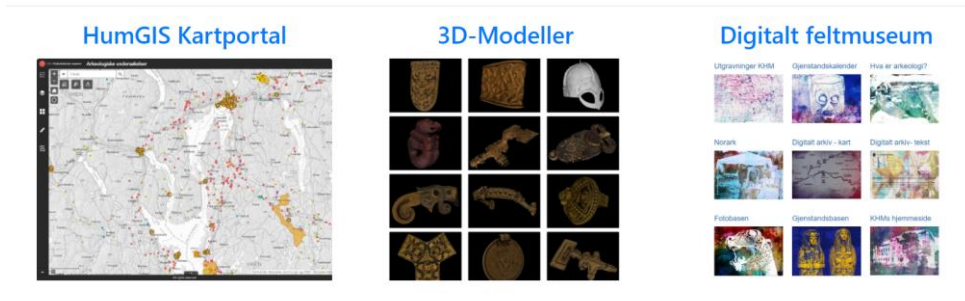 HumGIS Kartportal
3D-Modeller
Digitalt feltmuseum
Arkeologiske undersøkelser
Utgravninger KHM
Gjenstandskalender
Hva er arkeologi?
Norark
Digitalt arkiv - kart
Digitalt arkiv- tekst
Fotobasen
Gjenstandsbasen
KHMs hjemmeside